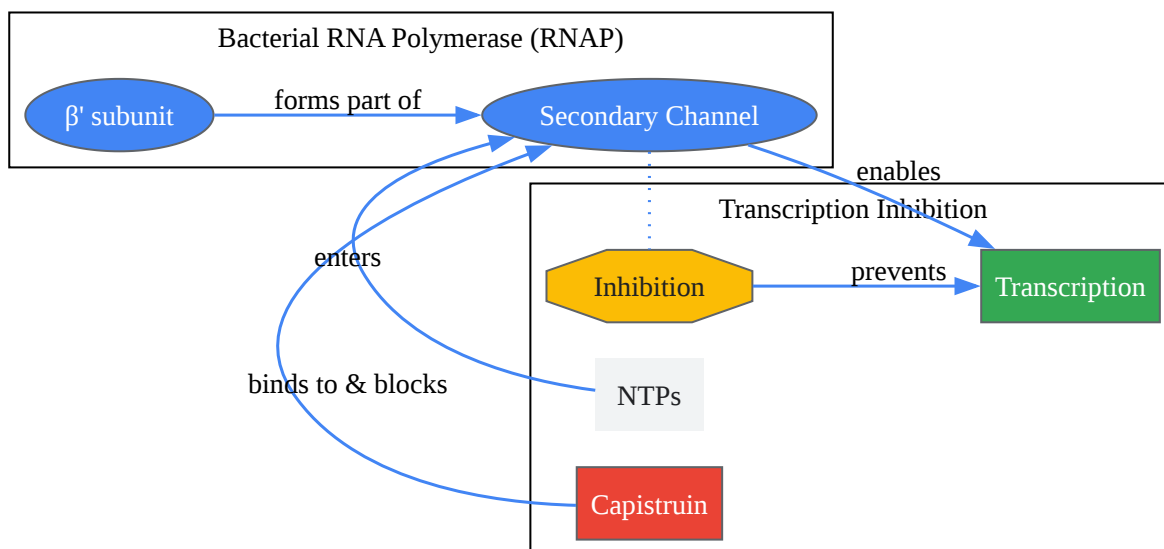 Bacterial RNA Polymerase (RNAP)
β' subunit
forms part of
Secondary Channel
enables
Transcription Inhibition
enters
Inhibition
prevents
Transcription
binds to & blocks
NTPs
Capistruin